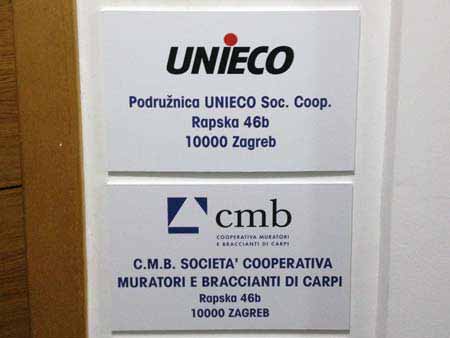 UNIECO
Podružnica UNIECO Soc. Coop.
Rapska 46b
10000 Zagreb
cmb
COOPERATIVA MURATORI
E BRACCIANTI DI CARPI
C.M.B. SOCIETA' COOPERATIVA
MURATORI E BRACCIANTI DI CARPI
Rapska 46b
10000 ZAGREB